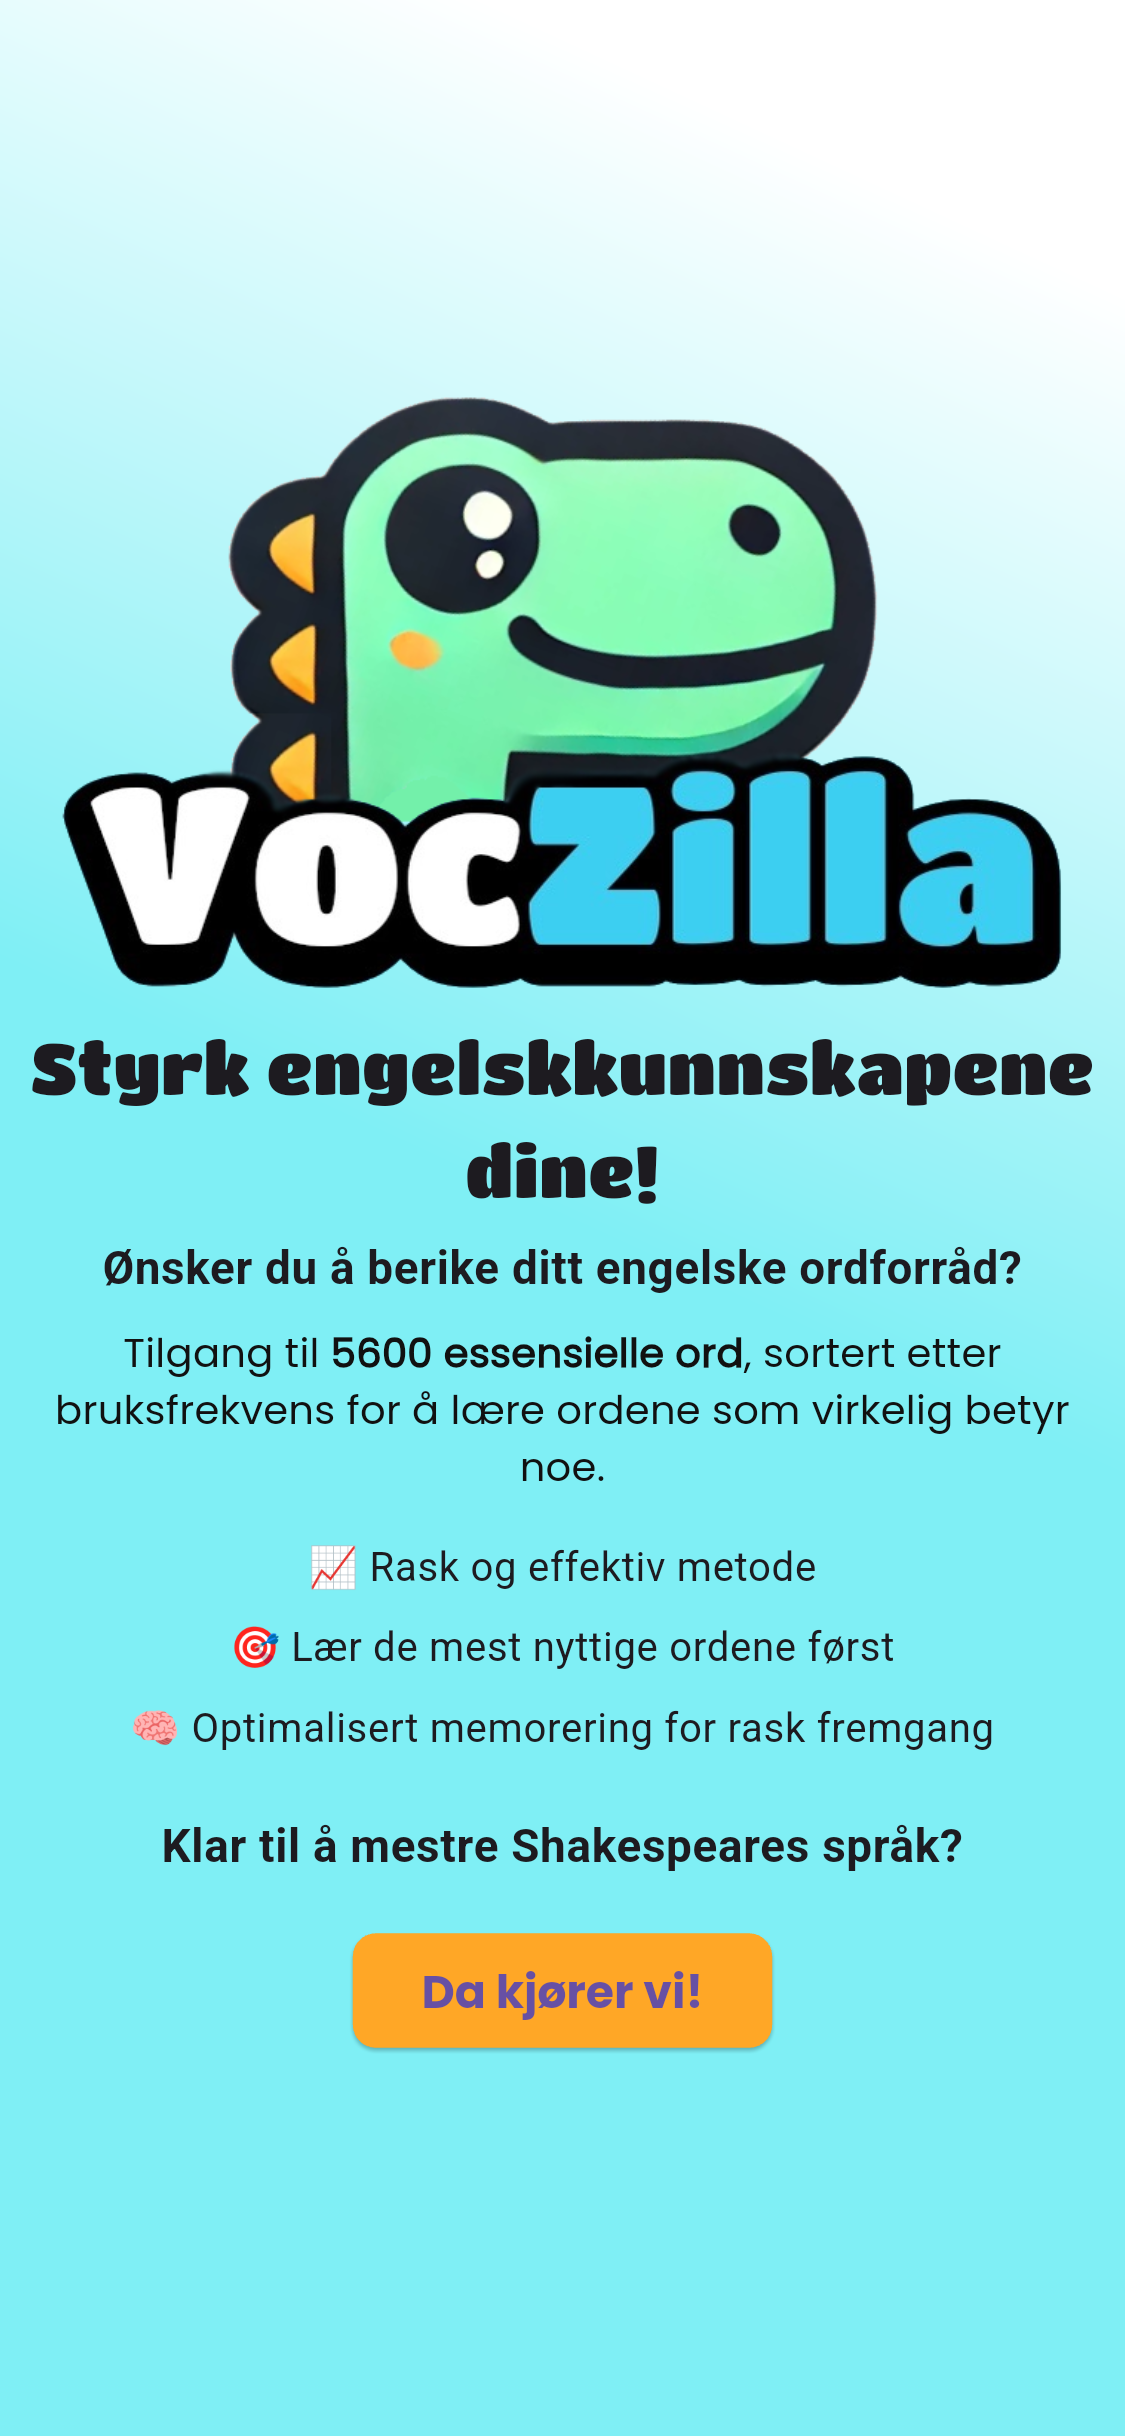 VocZilla
Styrk engelskkunnskapene
dine!
Ønsker du å berike ditt engelske ordforråd?
Tilgang til 5600 essensielle ord, sortert etter
bruksfrekvens for å lære ordene som virkelig betyr
noe.
📈 Rask og effektiv metode
🎯 Lær de mest nyttige ordene først
🧠 Optimalisert memorering for rask fremgang
Klar til å mestre Shakespeares språk?
Da kjører vi!